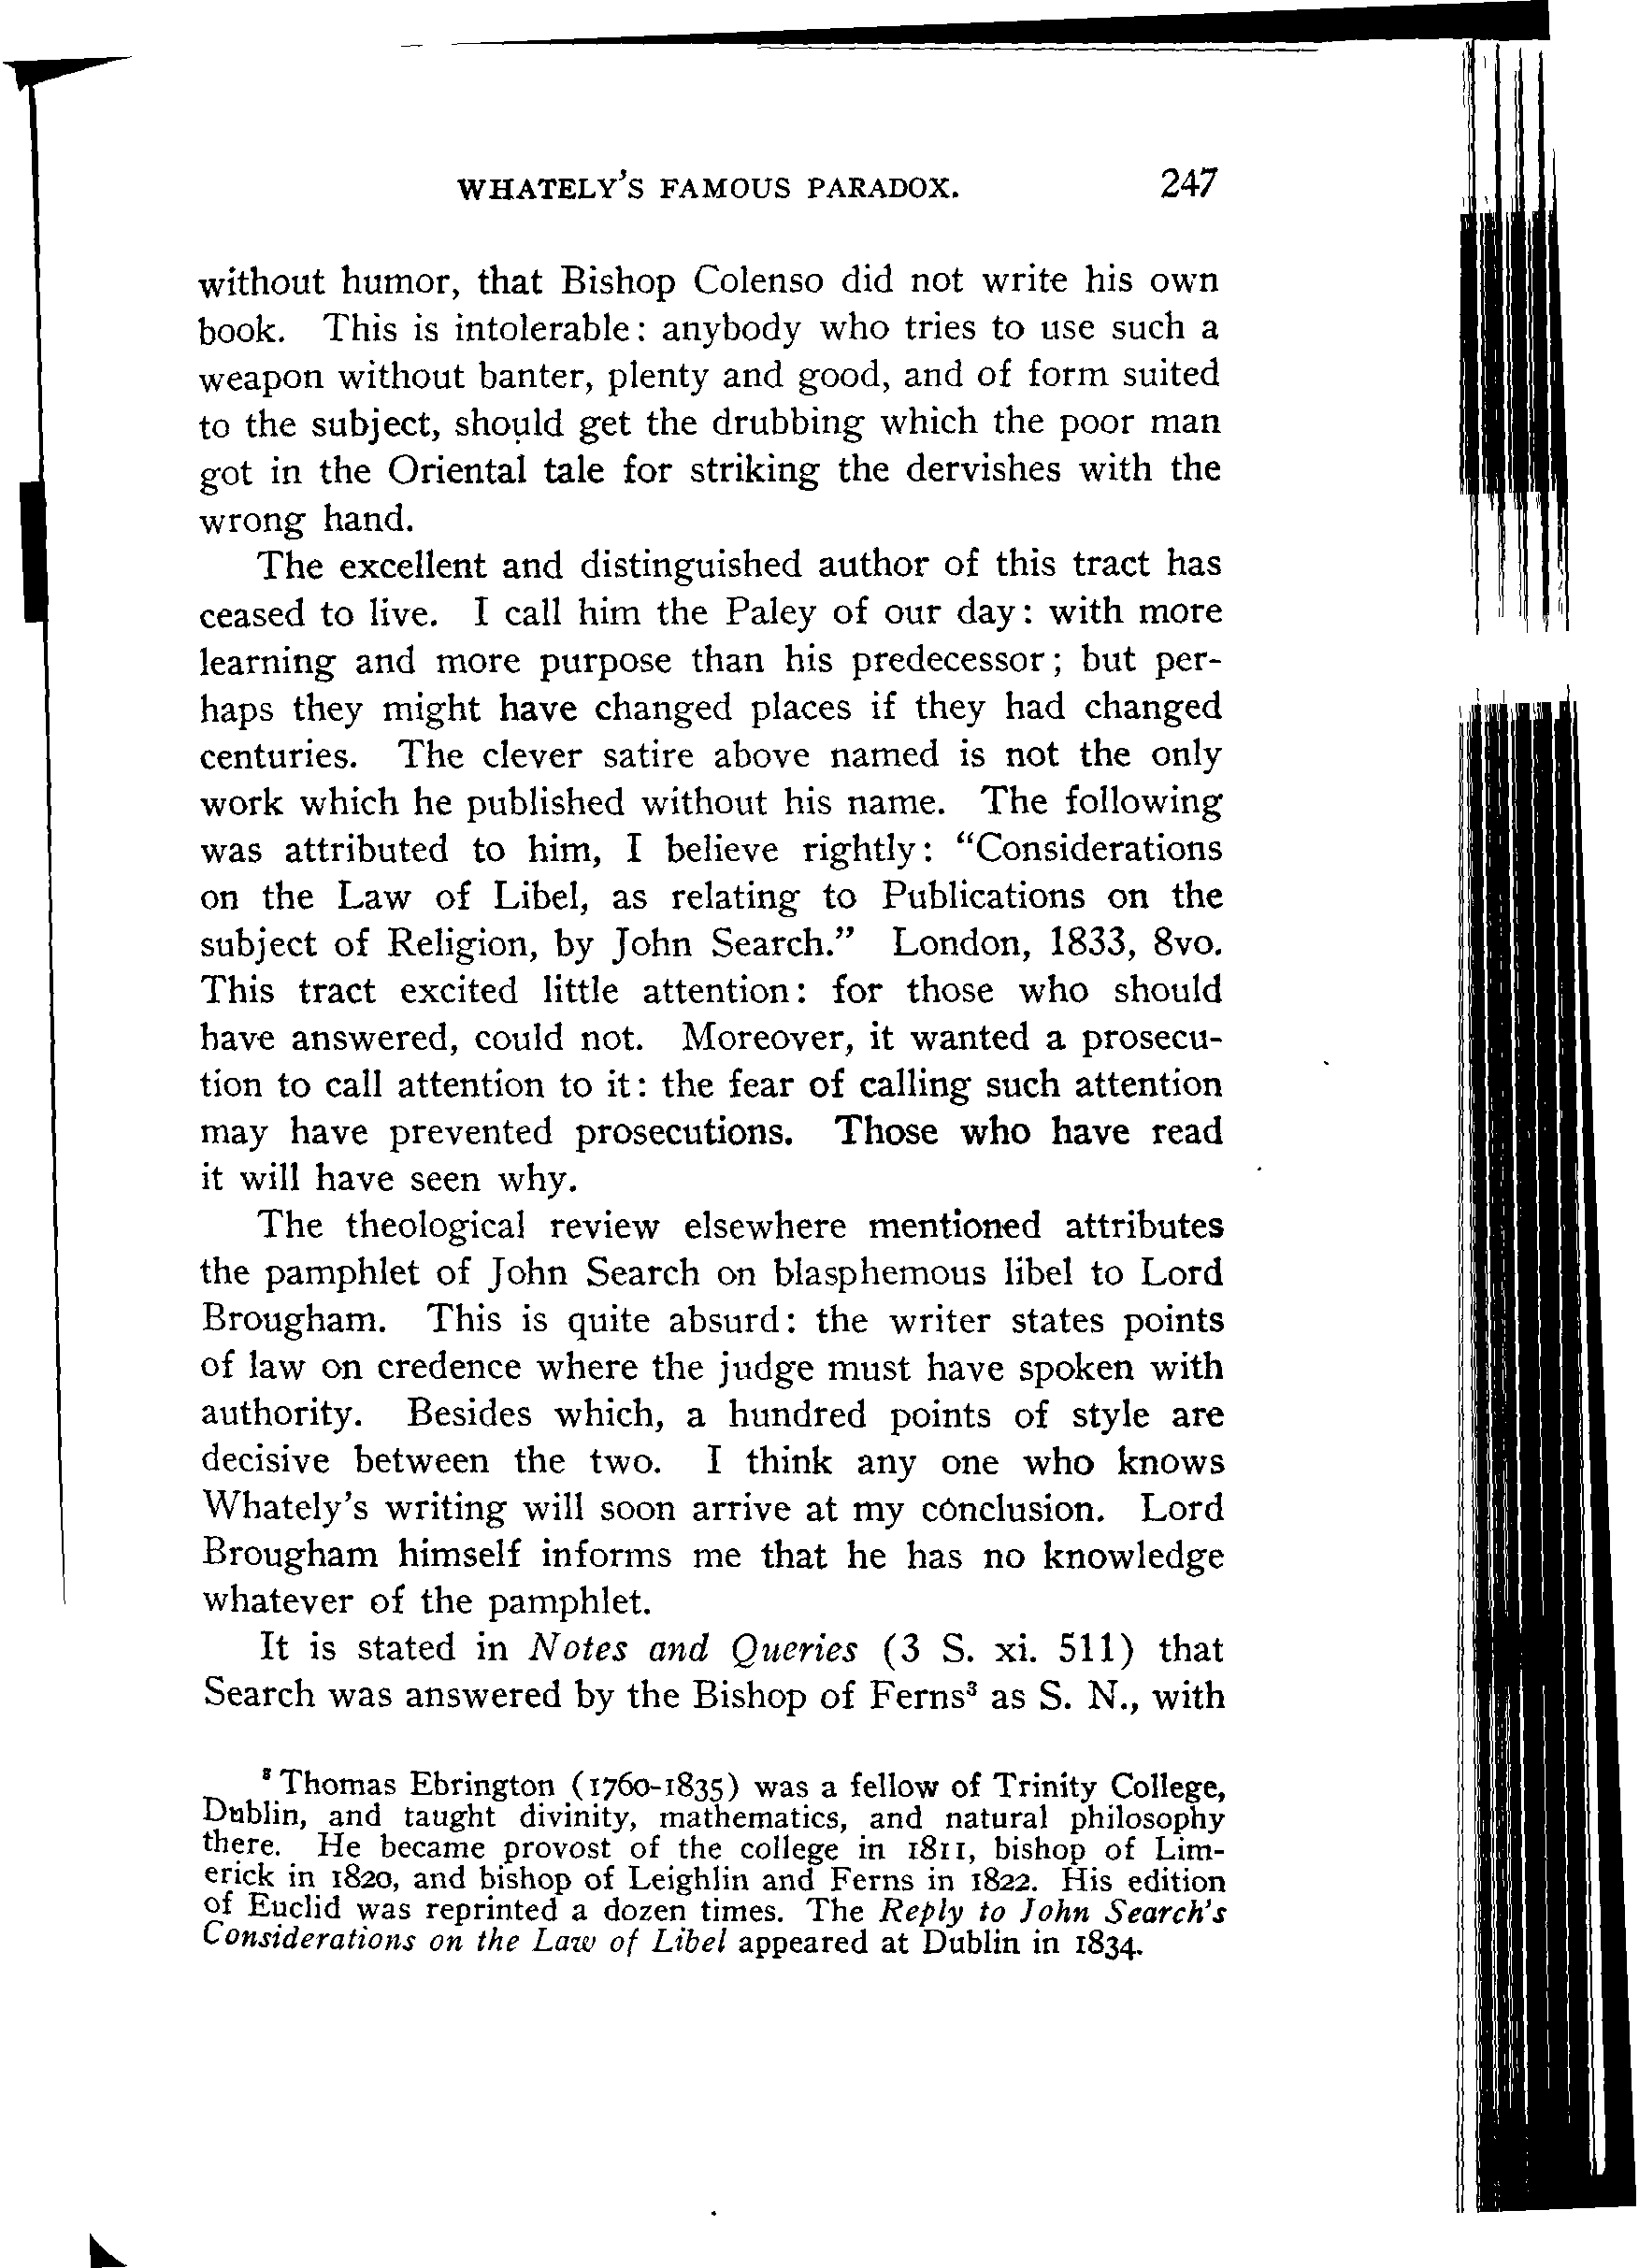 WHATELY'S FAMOUS PARADOX. 247
without humor, that Bishop Colenso did not write his own
book. This is intolerable: anybody who tries to use such a
weapon without banter, plenty and good, and of form suited
to the subject, should get the drubbing which the poor man
got in the Oriental tale for striking the dervishes with the
wrong hand.
The excellent and distinguished author of this tract has
ceased to live. I call him the Paley of our day: with more
learning and more purpose than his predecessor; but per-
haps they might have changed places if they had changed
centuries. The clever satire above named is not the only
work which he published without his name. The following
was attributed to him, I believe rightly: “Considerations
on the Law of Libel, as relating to Publications on the
subject of Religion, by John Search.” London, 1833, 8vo.
This tract excited little attention: for those who should
have answered, could not. Moreover, it wanted a prosecu-
tion to call attention to it: the fear of calling such attention
may have prevented prosecutions. Those who have read
it will have seen why.
The theological review elsewhere mentioned attributes
the pamphlet of John Search on blasphemous libel to Lord
Brougham. This is quite absurd: the writer states points
of law on credence where the judge must have spoken with
authority. Besides which, a hundred points of style are
decisive between the two. I think any one who knows
Whately's writing will soon arrive at my conclusion. Lord
Brougham himself informs me that he has no knowledge
whatever of the pamphlet.
It is stated in Notes and Queries (3 S. xi. 511) that
Search was answered by the Bishop of Ferns³ as S. N., with
³ Thomas Ebrington (1760-1835) was a fellow of Trinity College,
Dublin, and taught divinity, mathematics, and natural philosophy
there. He became provost of the college in 1811, bishop of Lim-
erick in 1820, and bishop of Leighlin and Ferns in 1822. His edition
of Euclid was reprinted a dozen times. The Reply to John Search's
Considerations on the Law of Libel appeared at Dublin in 1834.